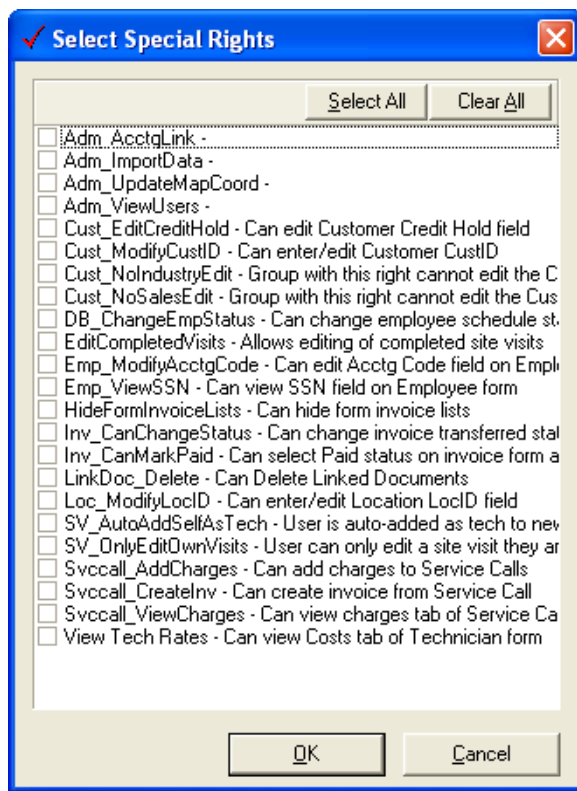 Select Special Rights
Select All Clear All
Adm_AcctgLink -
Adm_ImportData -
Adm_UpdateMapCoord -
Adm_ViewUsers -
Cust_EditCreditHold - Can edit Customer Credit Hold field
Cust_ModifyCustID - Can enter/edit Customer CustID
Cust_NoIndustryEdit - Group with this right cannot edit the C
Cust_NoSalesEdit - Group with this right cannot edit the Cus
DB_ChangeEmpStatus - Can change employee schedule sta
EditCompletedVisits - Allows editing of completed site visits
Emp_ModifyAcctgCode - Can edit Acctg Code field on Emplo
Emp_ViewSSN - Can view SSN field on Employee form
HideFormInvoiceLists - Can hide form invoice lists
Inv_CanChangeStatus - Can change invoice transferred stat
Inv_CanMarkPaid - Can select Paid status on invoice form a
LinkDoc_Delete - Can Delete Linked Documents
Loc_ModifyLocID - Can enter/edit Location LocID field
SV_AutoAddSelfAsTech - User is auto-added as tech to new
SV_OnlyEditOwnVisits - User can only edit a site visit they ar
Svccall_AddCharges - Can add charges to Service Calls
Svccall_CreateInv - Can create invoice from Service Call
Svccall_ViewCharges - Can view charges tab of Service Ca
View Tech Rates - Can view Costs tab of Technician form
OK Cancel